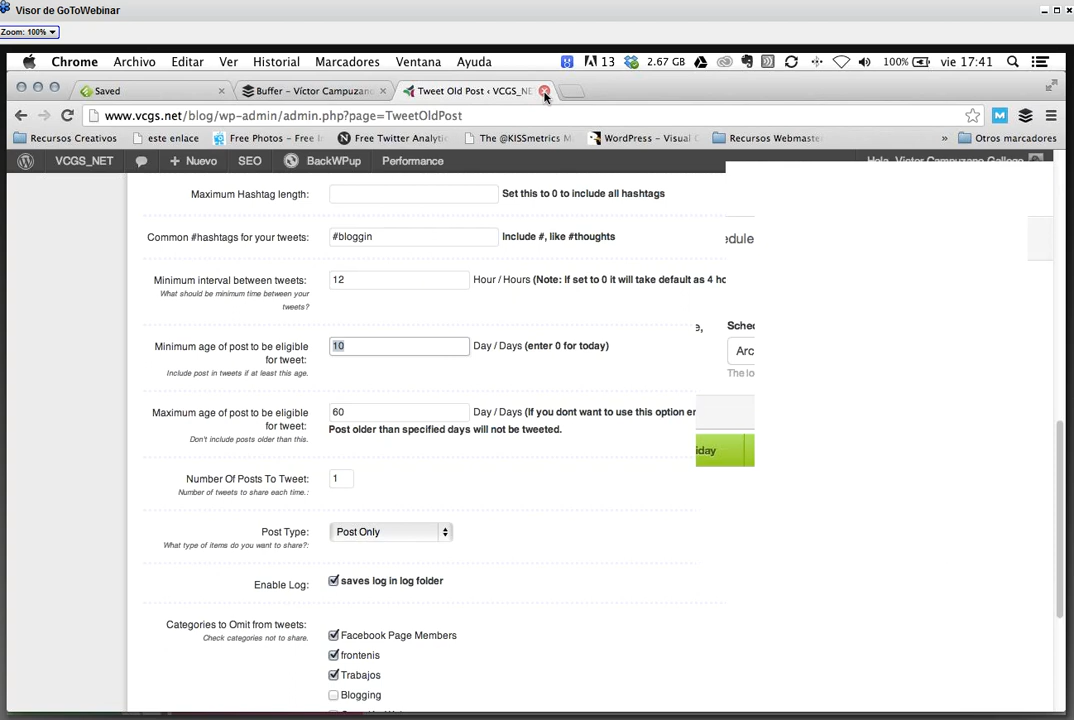 Visor de GoToWebinar
Zoom: 100%
Chrome Archivo Editar Ver Historial Marcadores Ventana Ayuda 13 2.67 GB 100% vie 17:41
Saved Buffer – Víctor Campuzano Tweet Old Post ‹ VCGS_NE
www.vcgs.net/blog/wp-admin/admin.php?page=TweetOldPost
Recursos Creativos este enlace Free Photos - Free I Free Twitter Analytic The @KISSmetrics M WordPress – Visual Recursos Webmaster » Otros marcadores
VCGS_NET + Nuevo SEO BackWPup Performance Hola, Víctor Campuzano Gallego
Maximum Hashtag length: Set this to 0 to include all hashtags
Common #hashtags for your tweets: #bloggin Include #, like #thoughts
edule
Minimum interval between tweets: 12 Hour / Hours (Note: If set to 0 it will take default as 4 ho
What should be minimum time between your
tweets?
e, Sched
Minimum age of post to be eligible 10 Day / Days (enter 0 for today) Arc
for tweet:
Include post in tweets if at least this age. The lo
Maximum age of post to be eligible 60 Day / Days (If you dont want to use this option en
for tweet: Post older than specified days will not be tweeted.
Don't include posts older than this.
iday
Number Of Posts To Tweet: 1
Number of tweets to share each time.:
Post Type: Post Only
What type of items do you want to share?:
Enable Log: saves log in log folder
Categories to Omit from tweets:
Check categories not to share.
Facebook Page Members
frontenis
Trabajos
Blogging